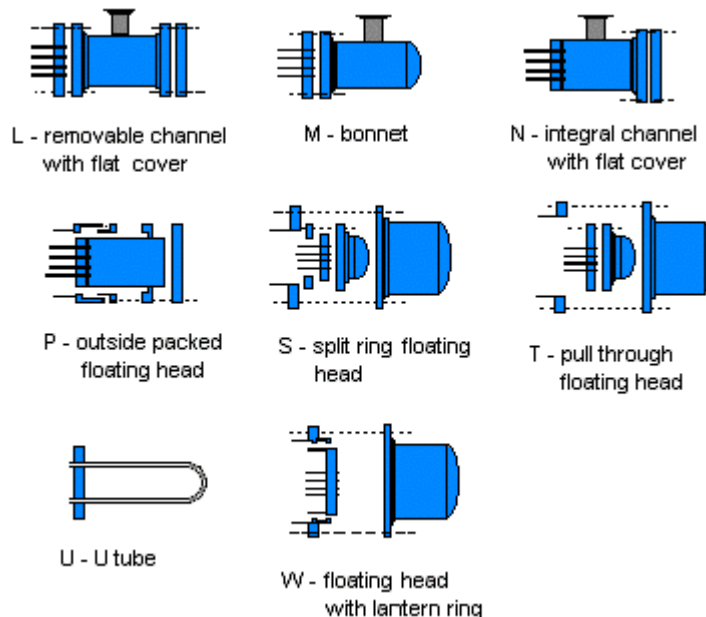 L - removable channel
with flat cover
M - bonnet
N - integral channel
with flat cover
P - outside packed
floating head
S - split ring floating
head
T - pull through
floating head
U - U tube
W - floating head
with lantern ring